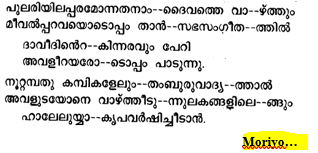 പുലരിയിലപ്പരമോന്നതനാം--ദൈവത്തെ വാ--ഴ്ത്തും
മീവൽപ്പറവയൊടൊപ്പം താൻ--സഭസംഗീത--ത്തിൽ
ദാവീദിൻെറ--കിന്നരവും പേറി
അവളീറയരോ--ടൊപ്പം പാടുന്നു.
നൂറ്റമ്പതു കമ്പികളേലും--തംബുരുവാദ്യ--ത്താൽ
അവളുടയോനെ വാഴ്ത്തീടു--ന്നുലകങ്ങളിലെ--ങ്ങും
ഹാലേലുയ്യാ--കൃപവർഷിച്ചീടാൻ.
Moriyo...